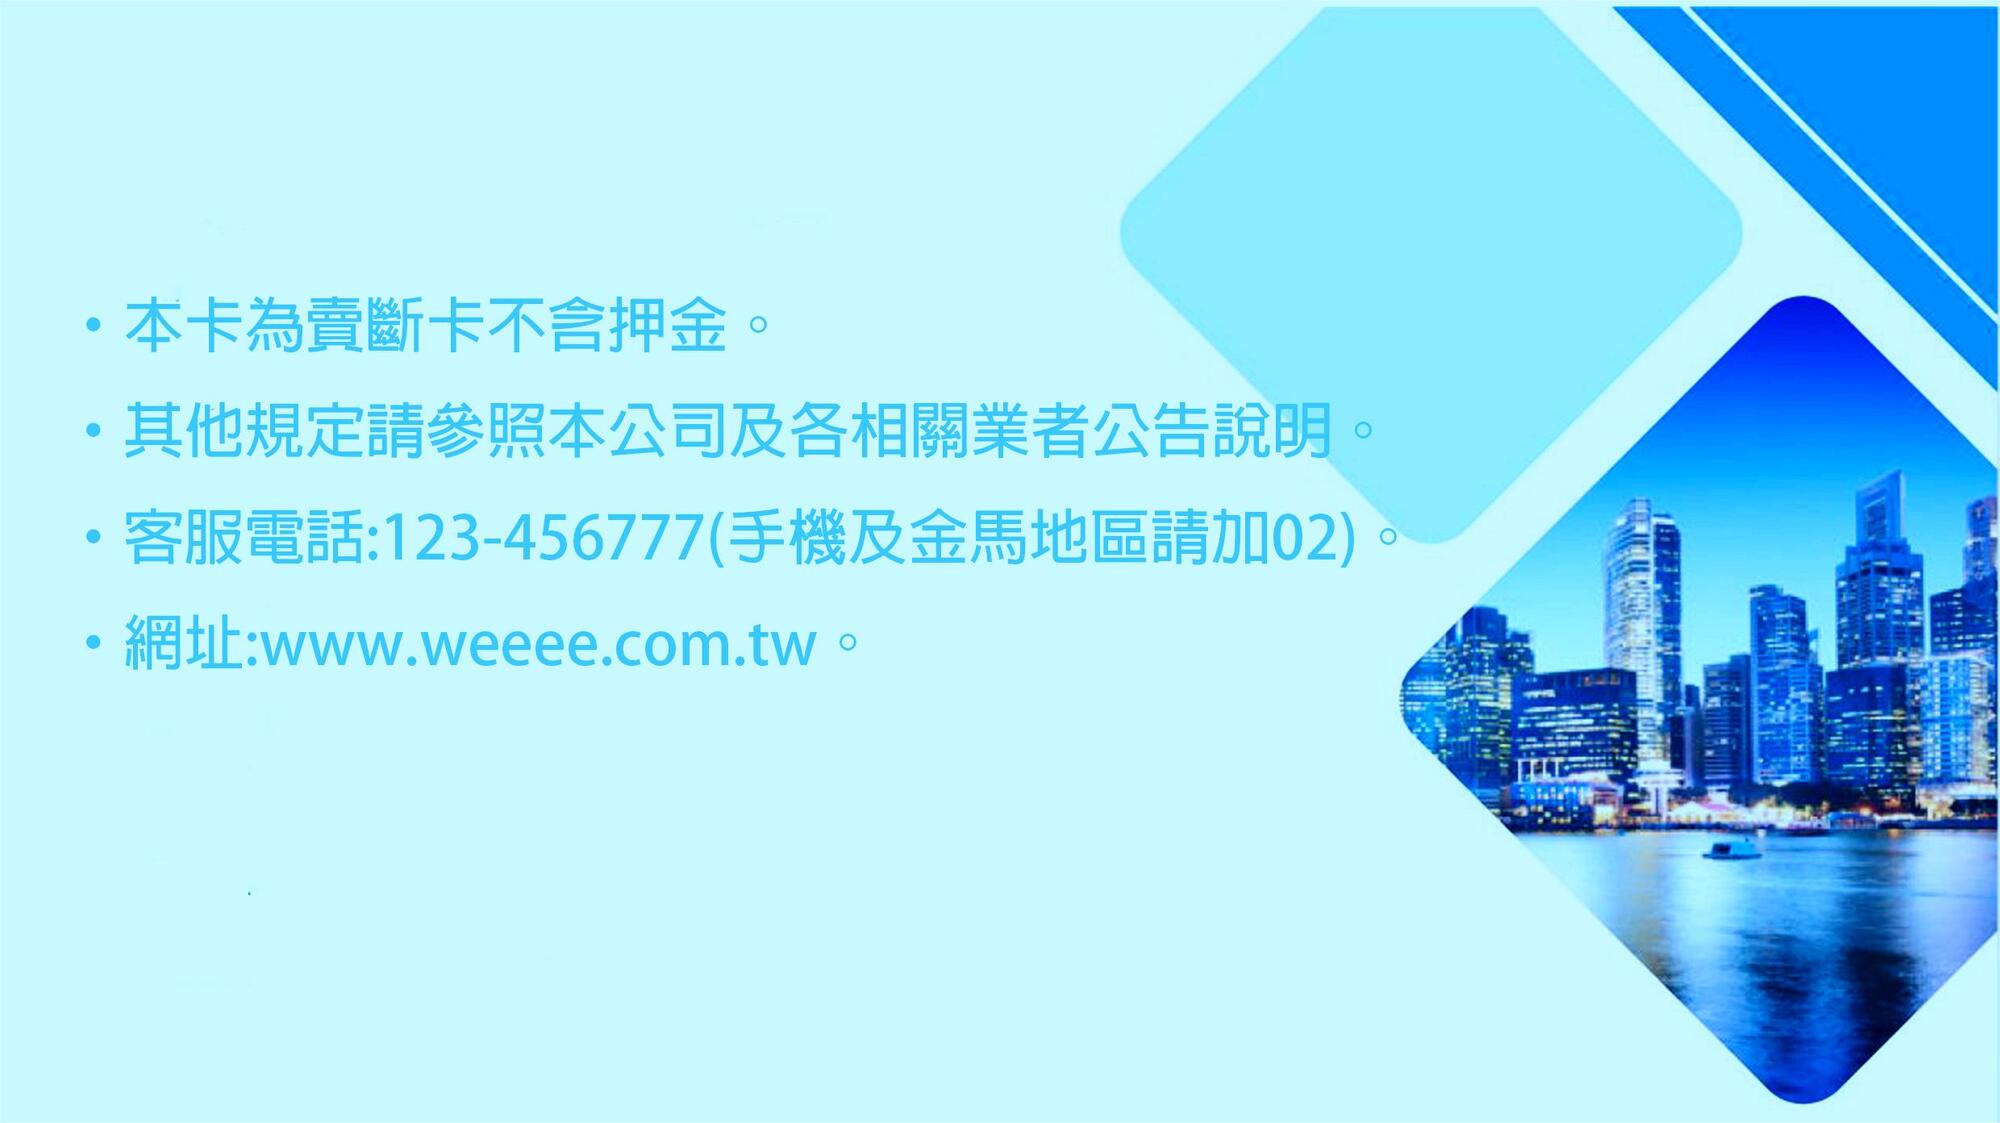 • 本卡為賣斷卡不含押金。
• 其他規定請參照本公司及各相關業者公告說明。
• 客服電話:123-456777(手機及金馬地區請加02)。
• 網址:www.weeee.com.tw。